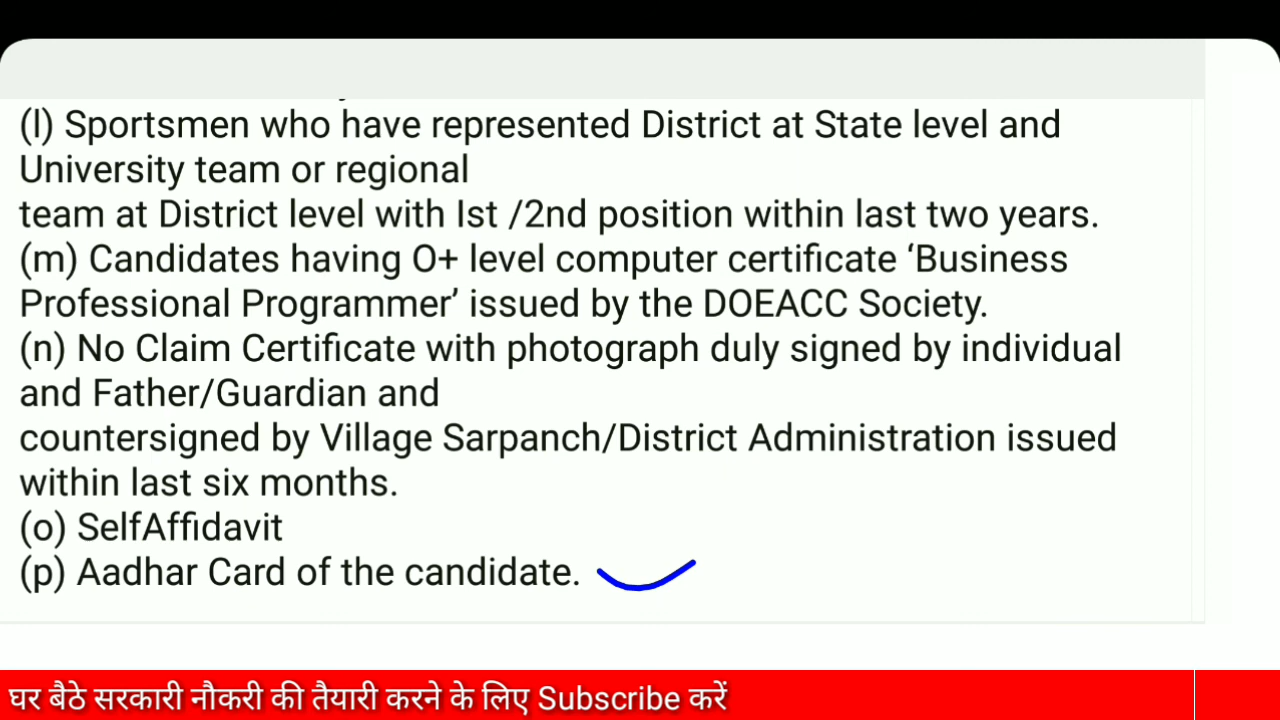 (l) Sportsmen who have represented District at State level and
University team or regional
team at District level with Ist /2nd position within last two years.
(m) Candidates having O+ level computer certificate ‘Business
Professional Programmer’ issued by the DOEACC Society.
(n) No Claim Certificate with photograph duly signed by individual
and Father/Guardian and
countersigned by Village Sarpanch/District Administration issued
within last six months.
(o) SelfAffidavit
(p) Aadhar Card of the candidate.
घर बैठे सरकारी नौकरी की तैयारी करने के लिए Subscribe करें